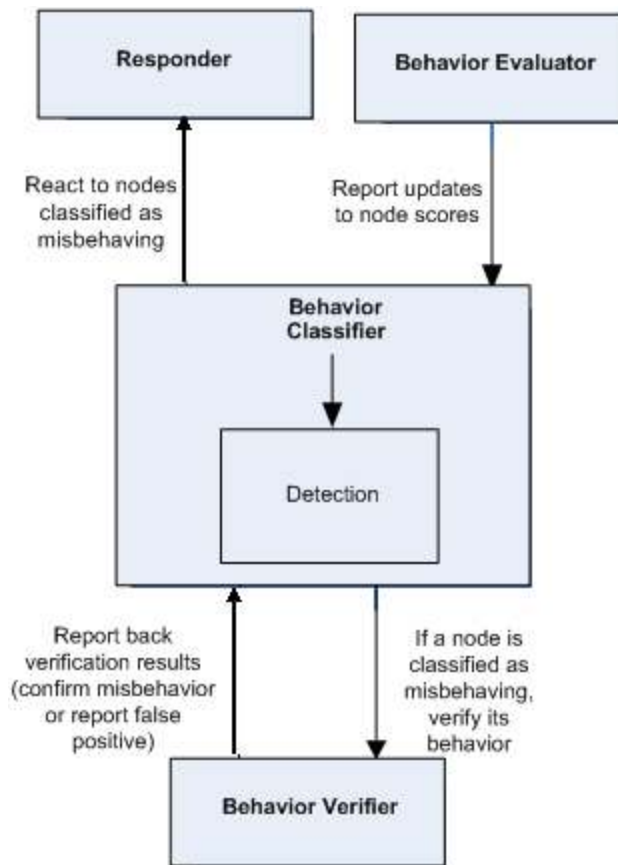 Responder
Behavior Evaluator
React to nodes
classified as
misbehaving
Report updates
to node scores
Behavior
Classifier
Detection
Report back
verification results
(confirm misbehavior
or report false
positive)
If a node is
classified as
misbehaving,
verify its
behavior
Behavior Verifier